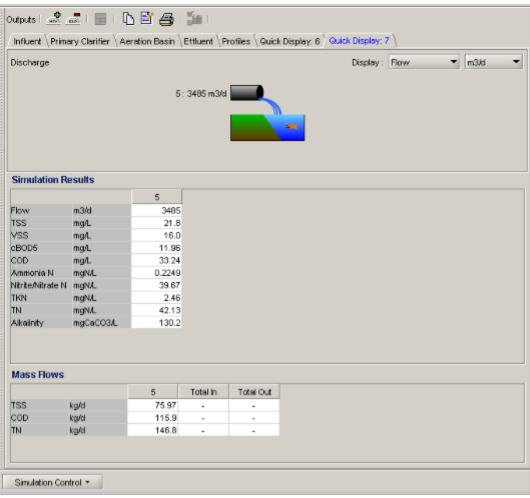 Outputs
Influent Primary Clarifier Aeration Basin Effluent Profiles Quick Display: 6 Quick Display: 7
Discharge Display : Flow m3/d
5 : 3485 m3/d
Simulation Results
5
Flow m3/d 3485
TSS mg/L 21.8
VSS mg/L 16.0
cBOD5 mg/L 11.96
COD mg/L 33.24
Ammonia N mgN/L 0.2249
Nitrite/Nitrate N mgN/L 39.67
TKN mgN/L 2.46
TN mgN/L 42.13
Alkalinity mgCaCO3/L 130.2
Mass Flows
5 Total In Total Out
TSS kg/d 75.97 - -
COD kg/d 115.9 - -
TN kg/d 146.8 - -
Simulation Control